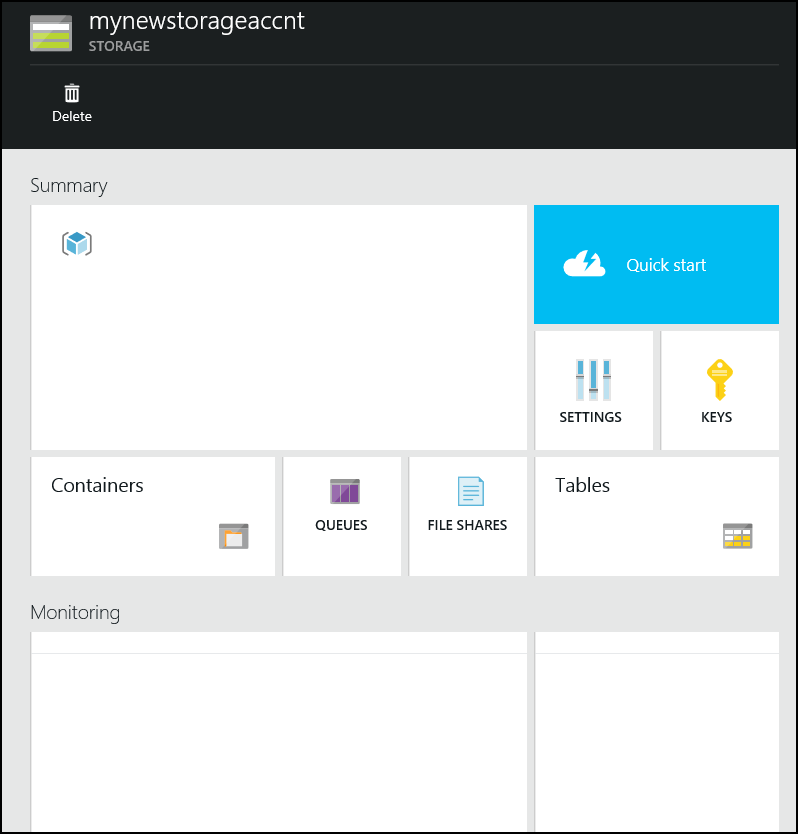 mynewstorageaccnt
STORAGE
Delete
Summary
Quick start
SETTINGS
KEYS
Containers
QUEUES
FILE SHARES
Tables
Monitoring